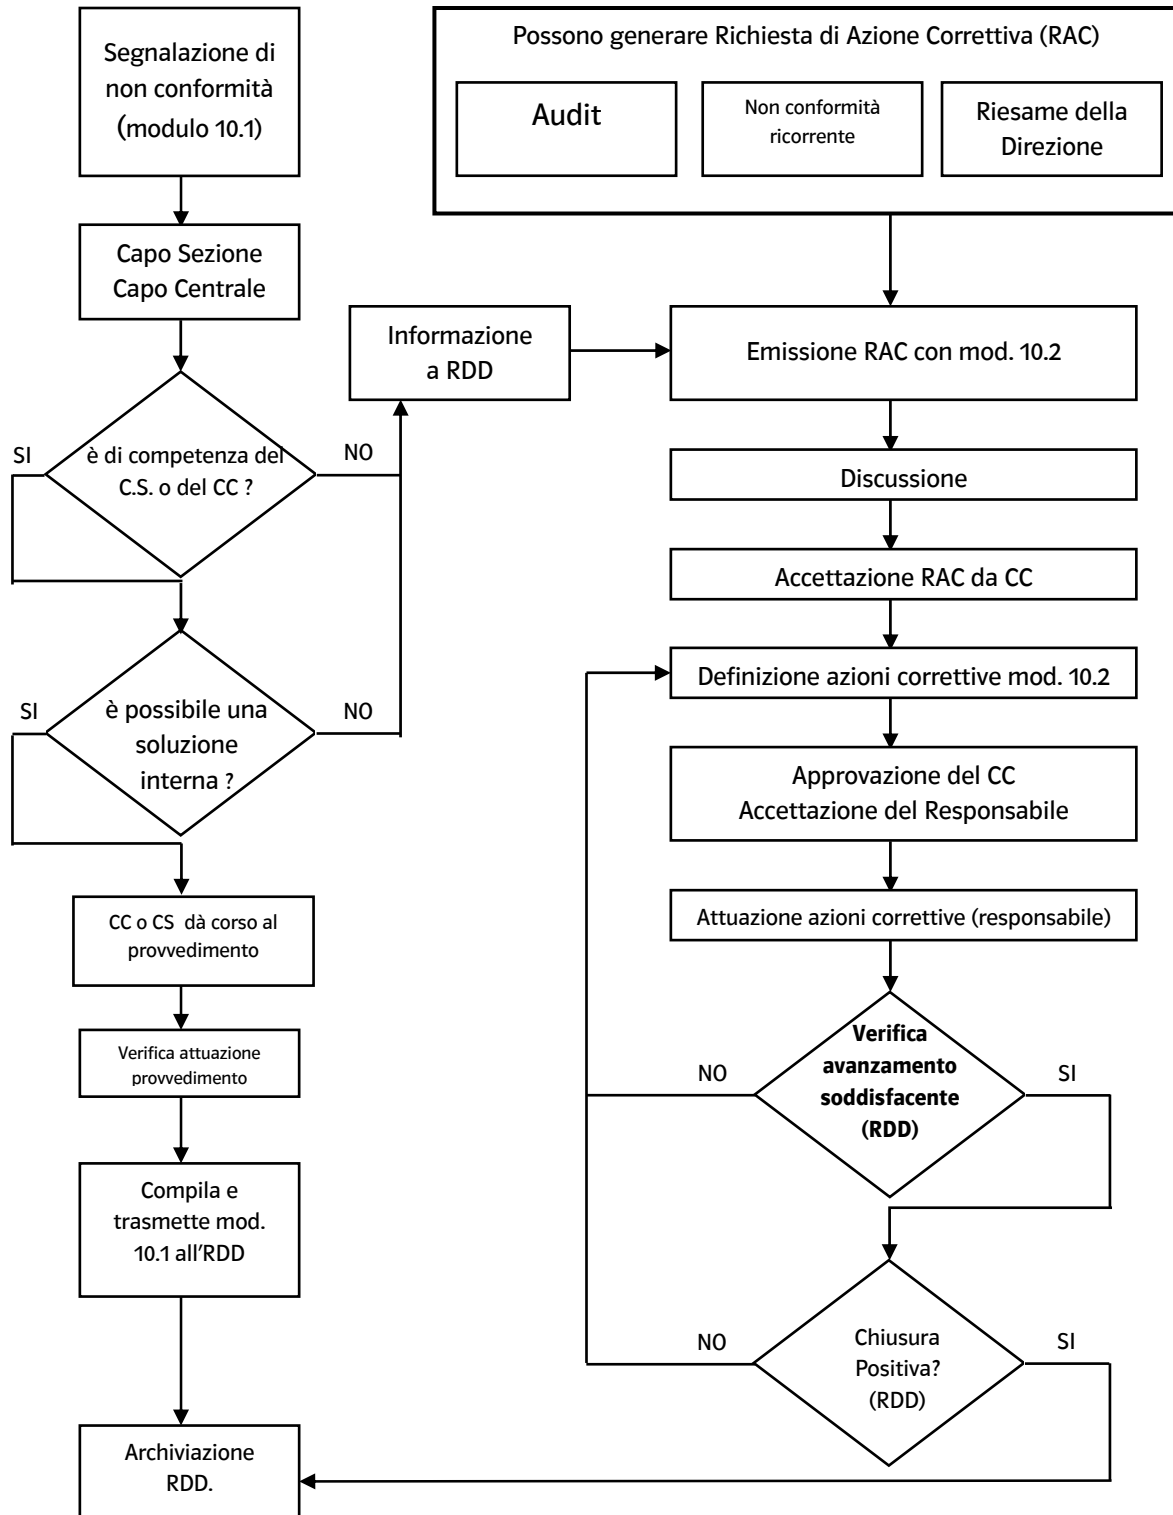 Segnalazione di
non conformità
(modulo 10.1)
Capo Sezione
Capo Centrale
SI
è di competenza del
C.S. o del CC ?
NO
SI
è possibile una
soluzione
interna ?
NO
CC o CS dà corso al
provvedimento
Verifica attuazione
provvedimento
Compila e
trasmette mod.
10.1 all'RDD
Archiviazione
RDD.
Informazione
a RDD
Possono generare Richiesta di Azione Correttiva (RAC)
Audit
Non conformità
ricorrente
Riesame della
Direzione
Emissione RAC con mod. 10.2
Discussione
Accettazione RAC da CC
Definizione azioni correttive mod. 10.2
Approvazione del CC
Accettazione del Responsabile
Attuazione azioni correttive (responsabile)
NO
Verifica
avanzamento
soddisfacente
(RDD)
SI
NO
Chiusura
Positiva?
(RDD)
SI